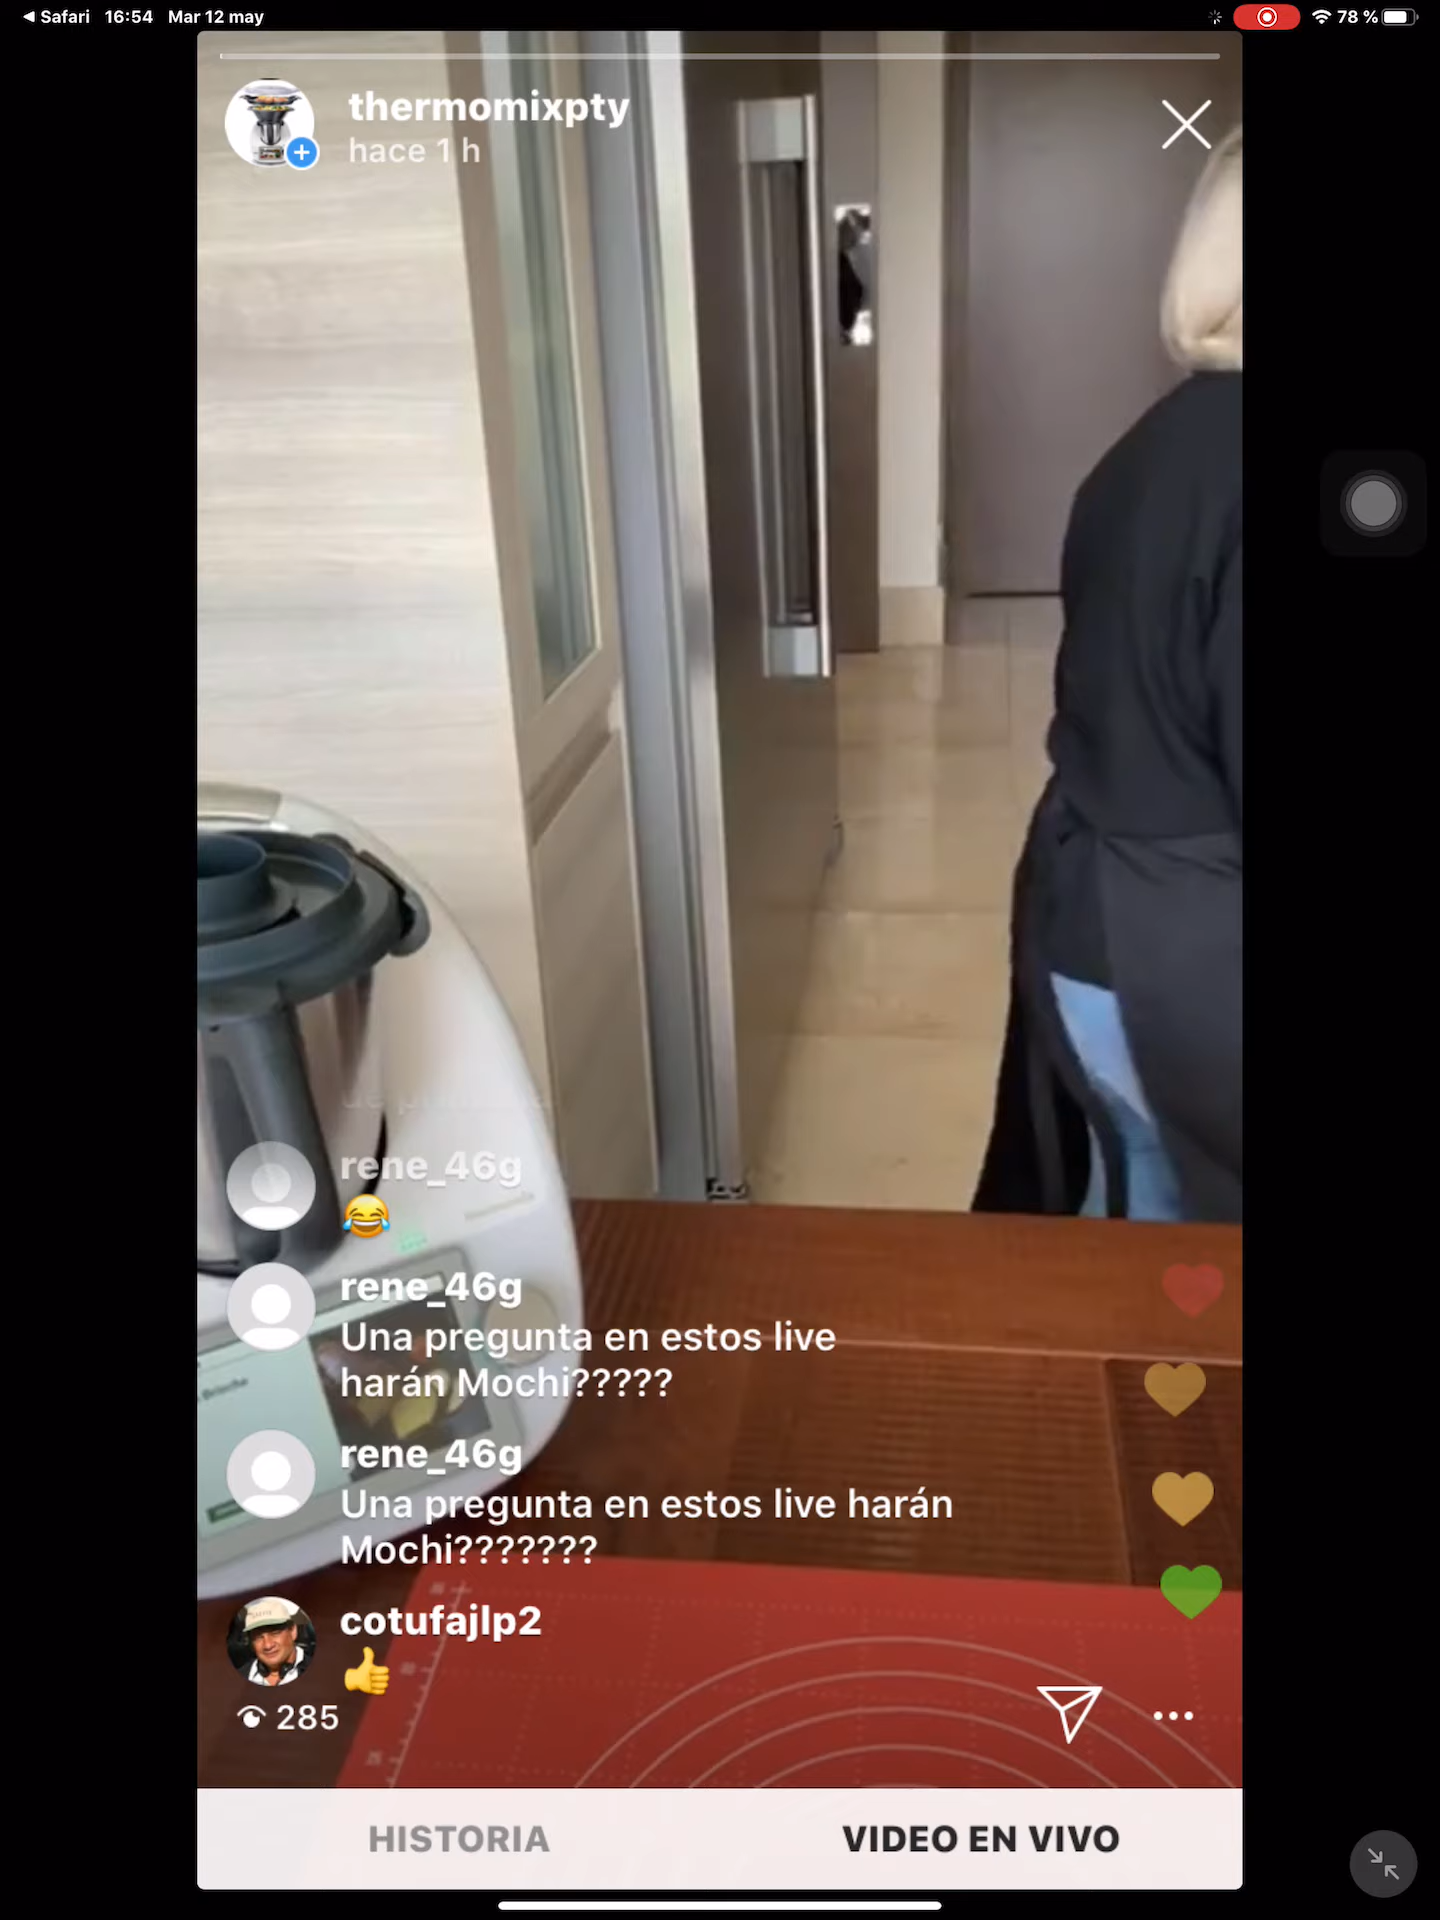 ◀ Safari 16:54 Mar 12 may 78 %
thermomixpty
hace 1 h
rene_46g
😂
rene_46g
Una pregunta en estos live
harán Mochi?????
rene_46g
Una pregunta en estos live harán
Mochi???????
cotufajlp2
👍
285
HISTORIA
VIDEO EN VIVO